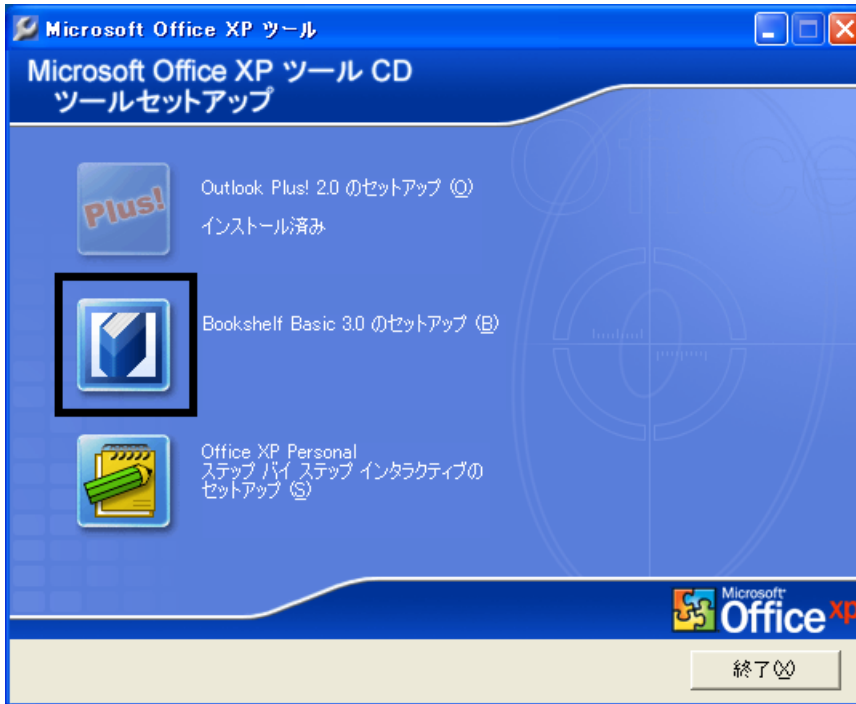 Microsoft Office XP ツール
Microsoft Office XP ツール CD
ツールセットアップ
Plus!
Outlook Plus! 2.0 のセットアップ (O)
インストール済み
Bookshelf Basic 3.0 のセットアップ (B)
Office XP Personal
ステップ バイ ステップ インタラクティブの
セットアップ (S)
Office
Microsoft
Office xp
終了(X)